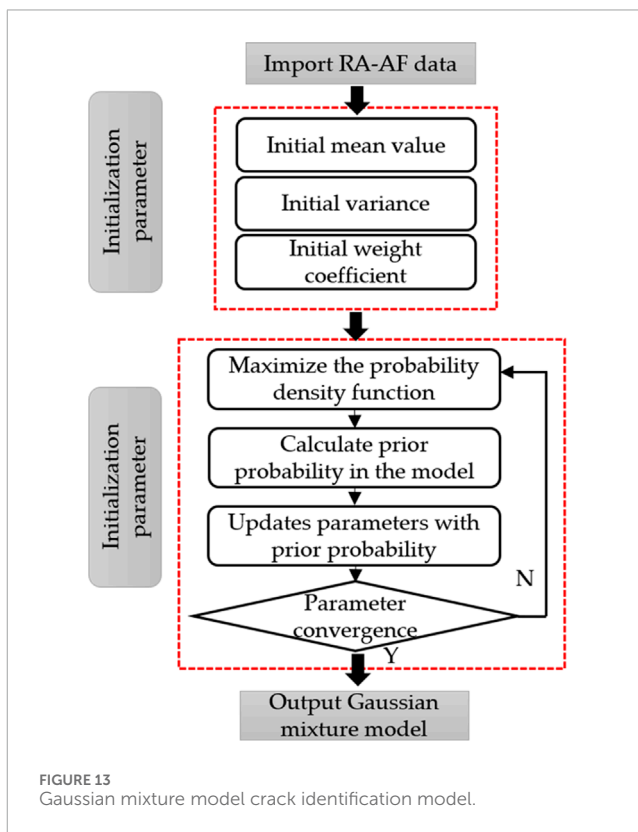 Import RA-AF data
Initialization
parameter
Initial mean value
Initial variance
Initial weight
coefficient
Initialization
parameter
Maximize the probability
density function
Calculate prior
probability in the model
Updates parameters with
prior probability
N
Parameter
convergence
Y
Output Gaussian
mixture model
FIGURE 13
Gaussian mixture model crack identification model.